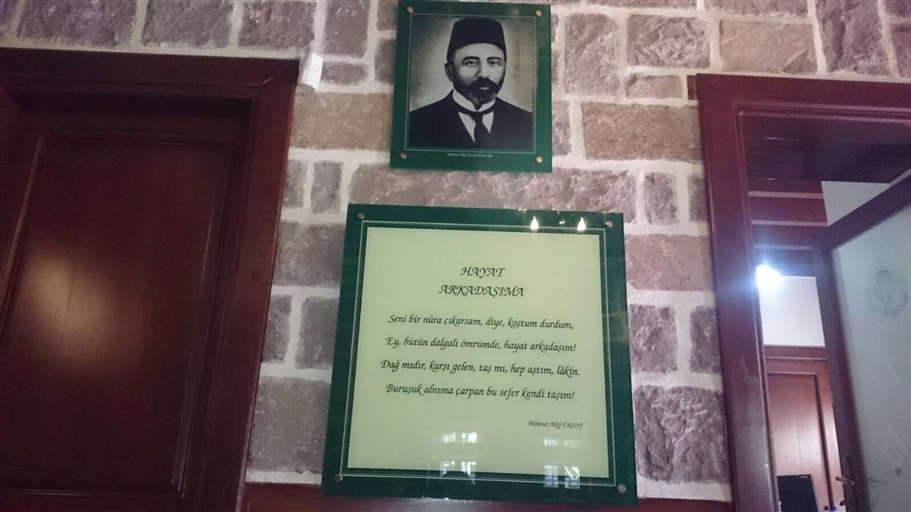 HAYAT
ARKADAŞIMA
Seni bir nûra çıkarsam, diye, koştum durdum,
Ey, bütün dalgalı ömrümde, hayat arkadaşım!
Dağ mıdır, karşı gelen, taş mı, hep aştım, lâkin.
Buruşuk alnıma çarpan bu sefer kendi taşım!
Mehmet Akif ERSOY